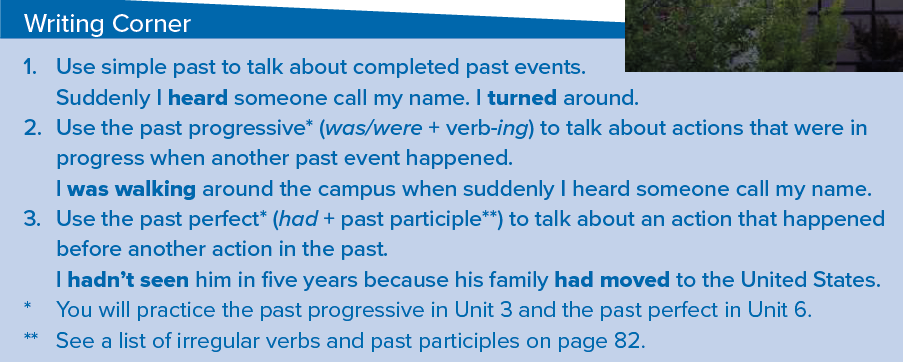 Writing Corner
1. Use simple past to talk about completed past events.
Suddenly I heard someone call my name. I turned around.
2. Use the past progressive* (was/were + verb-ing) to talk about actions that were in
progress when another past event happened.
I was walking around the campus when suddenly I heard someone call my name.
3. Use the past perfect* (had + past participle**) to talk about an action that happened
before another action in the past.
I hadn’t seen him in five years because his family had moved to the United States.
* You will practice the past progressive in Unit 3 and the past perfect in Unit 6.
** See a list of irregular verbs and past participles on page 82.